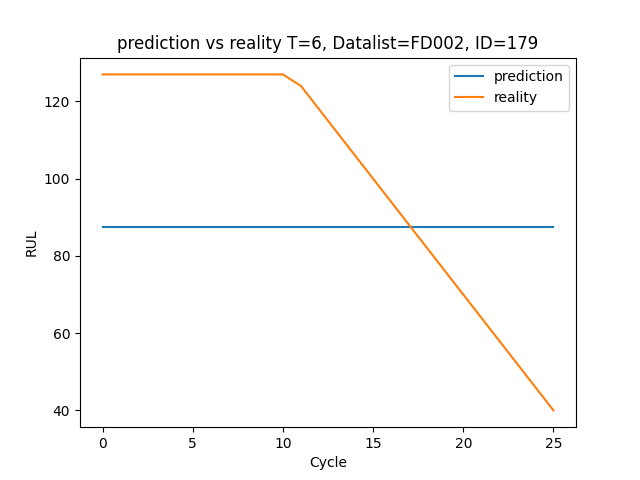 prediction vs reality T=6, Datalist=FD002, ID=179
prediction
reality
120
100
80
60
40
RUL
0 5 10 15 20 25
Cycle